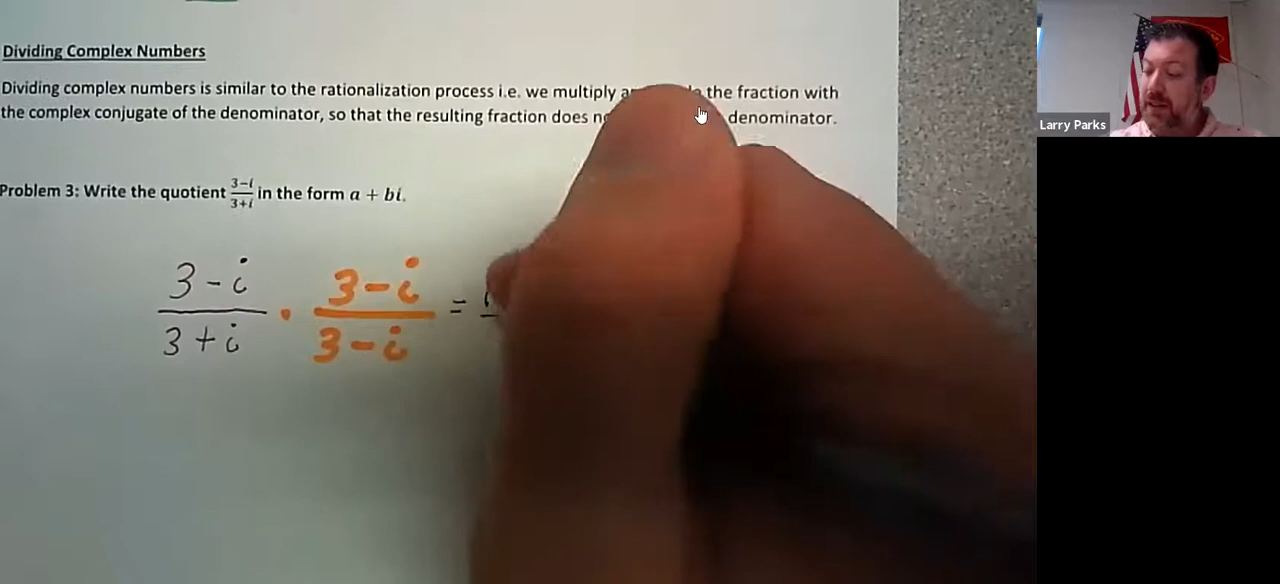 Dividing Complex Numbers
Dividing complex numbers is similar to the rationalization process i.e. we multiply the fraction with
the complex conjugate of the denominator, so that the resulting fraction does denominator.
Larry Parks
Problem 3: Write the quotient 3-i/3+i in the form a + bi.
3-i/3+i · 3-i/3-i =